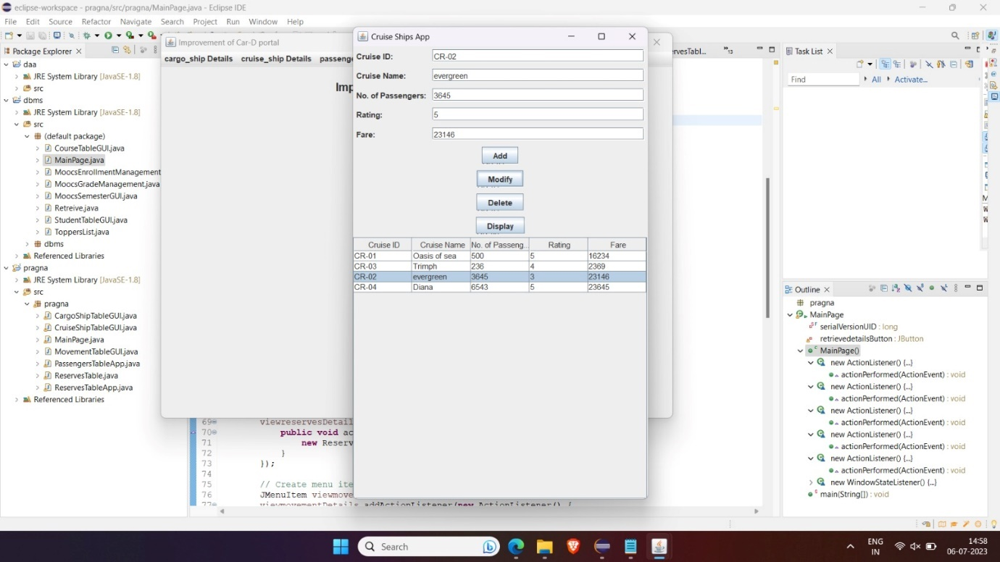 eclipse-workspace - pragna/src/pragna/MainPage.java - Eclipse IDE
File Edit Source Refactor Navigate Search Project Run Window Help
Package Explorer
daa
JRE System Library [JavaSE-1.8]
src
dbms
JRE System Library [JavaSE-1.8]
src
(default package)
CourseTableGUI.java
MainPage.java
MoocsEnrollmentManagement
MoocsGradeManagement.java
MoocsSemesterGUI.java
Retreive.java
StudentTableGUI.java
ToppersList.java
dbms
Referenced Libraries
pragna
JRE System Library [JavaSE-1.8]
src
pragna
CargoShipTableGUI.java
CruiseShipTableGUI.java
MainPage.java
MovementTableGUI.java
PassengersTableApp.java
ReservesTable.java
ReservesTableApp.java
Referenced Libraries
Improvement of Car-D portal
cargo_ship Details cruise_ship Details passenge
Imp
Cruise Ships App
Cruise ID: CR-02
Cruise Name: evergreen
No. of Passengers: 3645
Rating: 5
Fare: 23146
Add
Modify
Delete
Display
Cruise ID Cruise Name No. of Passeng... Rating Fare
CR-01 Oasis of sea 500 5 16234
CR-03 Trimph 236 4 2369
CR-02 evergreen 3645 3 23146
CR-04 Diana 6543 5 23645
ervesTabl... »13
69 viewreservesDetail
70 public void ac
71 new Reserv
72 }
73 });
74
75 // Create menu ite
76 JMenuItem viewmove
77 viewmovementDetails.addActionListener(new ActionListener() {
Task List
Find All Activate...
Outline
pragna
MainPage
serialVersionUID : long
retrievedetailsButton : JButton
MainPage()
new ActionListener() {...}
actionPerformed(ActionEvent) : void
new ActionListener() {...}
actionPerformed(ActionEvent) : void
new ActionListener() {...}
actionPerformed(ActionEvent) : void
new ActionListener() {...}
actionPerformed(ActionEvent) : void
new ActionListener() {...}
actionPerformed(ActionEvent) : void
new WindowStateListener() {...}
main(String[]) : void
Search
ENG
IN
14:58
06-07-2023